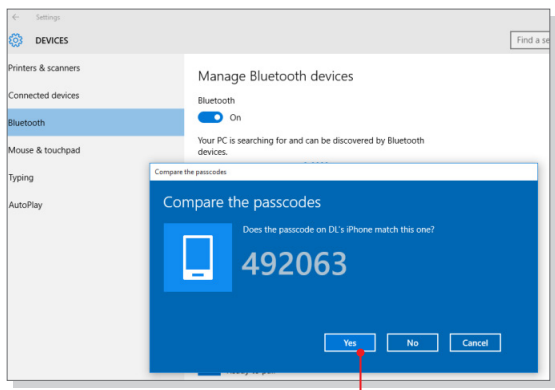 Settings
DEVICES
Find a se
Printers & scanners
Connected devices
Bluetooth
Mouse & touchpad
Typing
AutoPlay
Manage Bluetooth devices
Bluetooth
On
Your PC is searching for and can be discovered by Bluetooth
devices.
Compare the passcodes
Compare the passcodes
Does the passcode on DL's iPhone match this one?
492063
Yes
No
Cancel